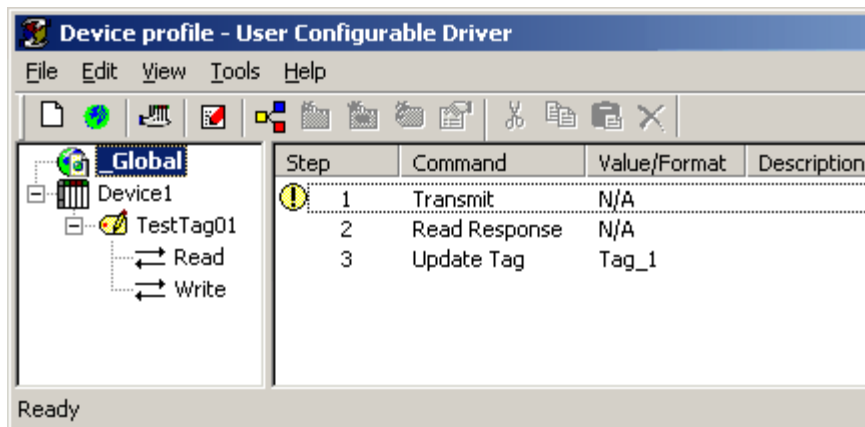 Device profile - User Configurable Driver
File Edit View Tools Help
_Global
Device1
TestTag01
Read
Write
Step Command Value/Format Description
1 Transmit N/A
2 Read Response N/A
3 Update Tag Tag_1
Ready